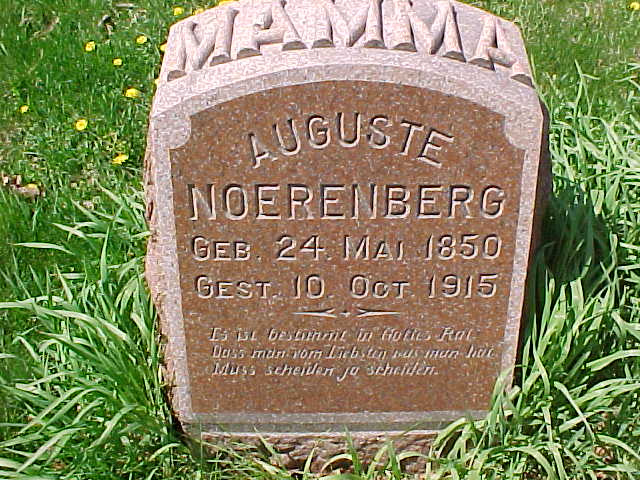 MAMMA
AUGUSTE
NOERENBERG
GEB. 24. MAI 1850
GEST. 10. OCT. 1915
Es ist bestimmt in Gottes Rat
Dass man vom Liebsten was man hat
Muss scheiden ja scheiden.